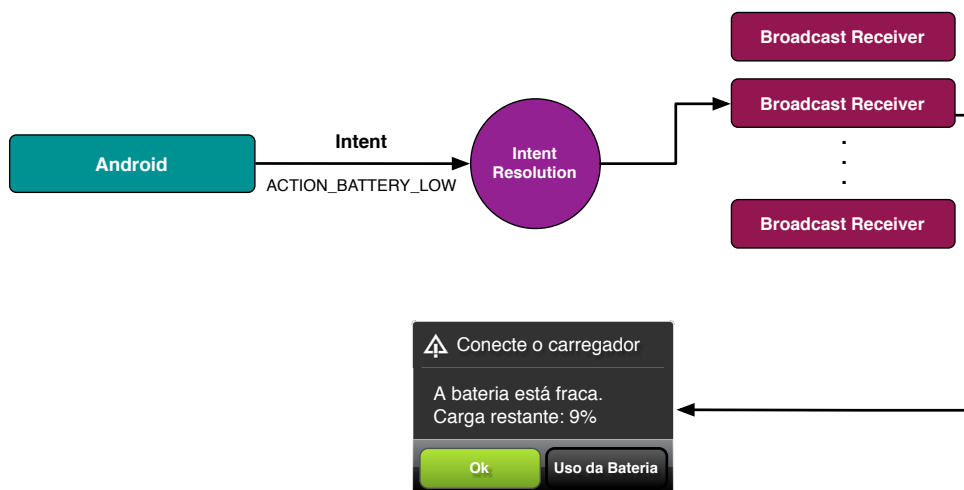 Broadcast Receiver
Broadcast Receiver
Intent
Android
Intent
Resolution
ACTION_BATTERY_LOW
.
.
.
Broadcast Receiver
Conecte o carregador
A bateria está fraca.
Carga restante: 9%
Ok
Uso da Bateria